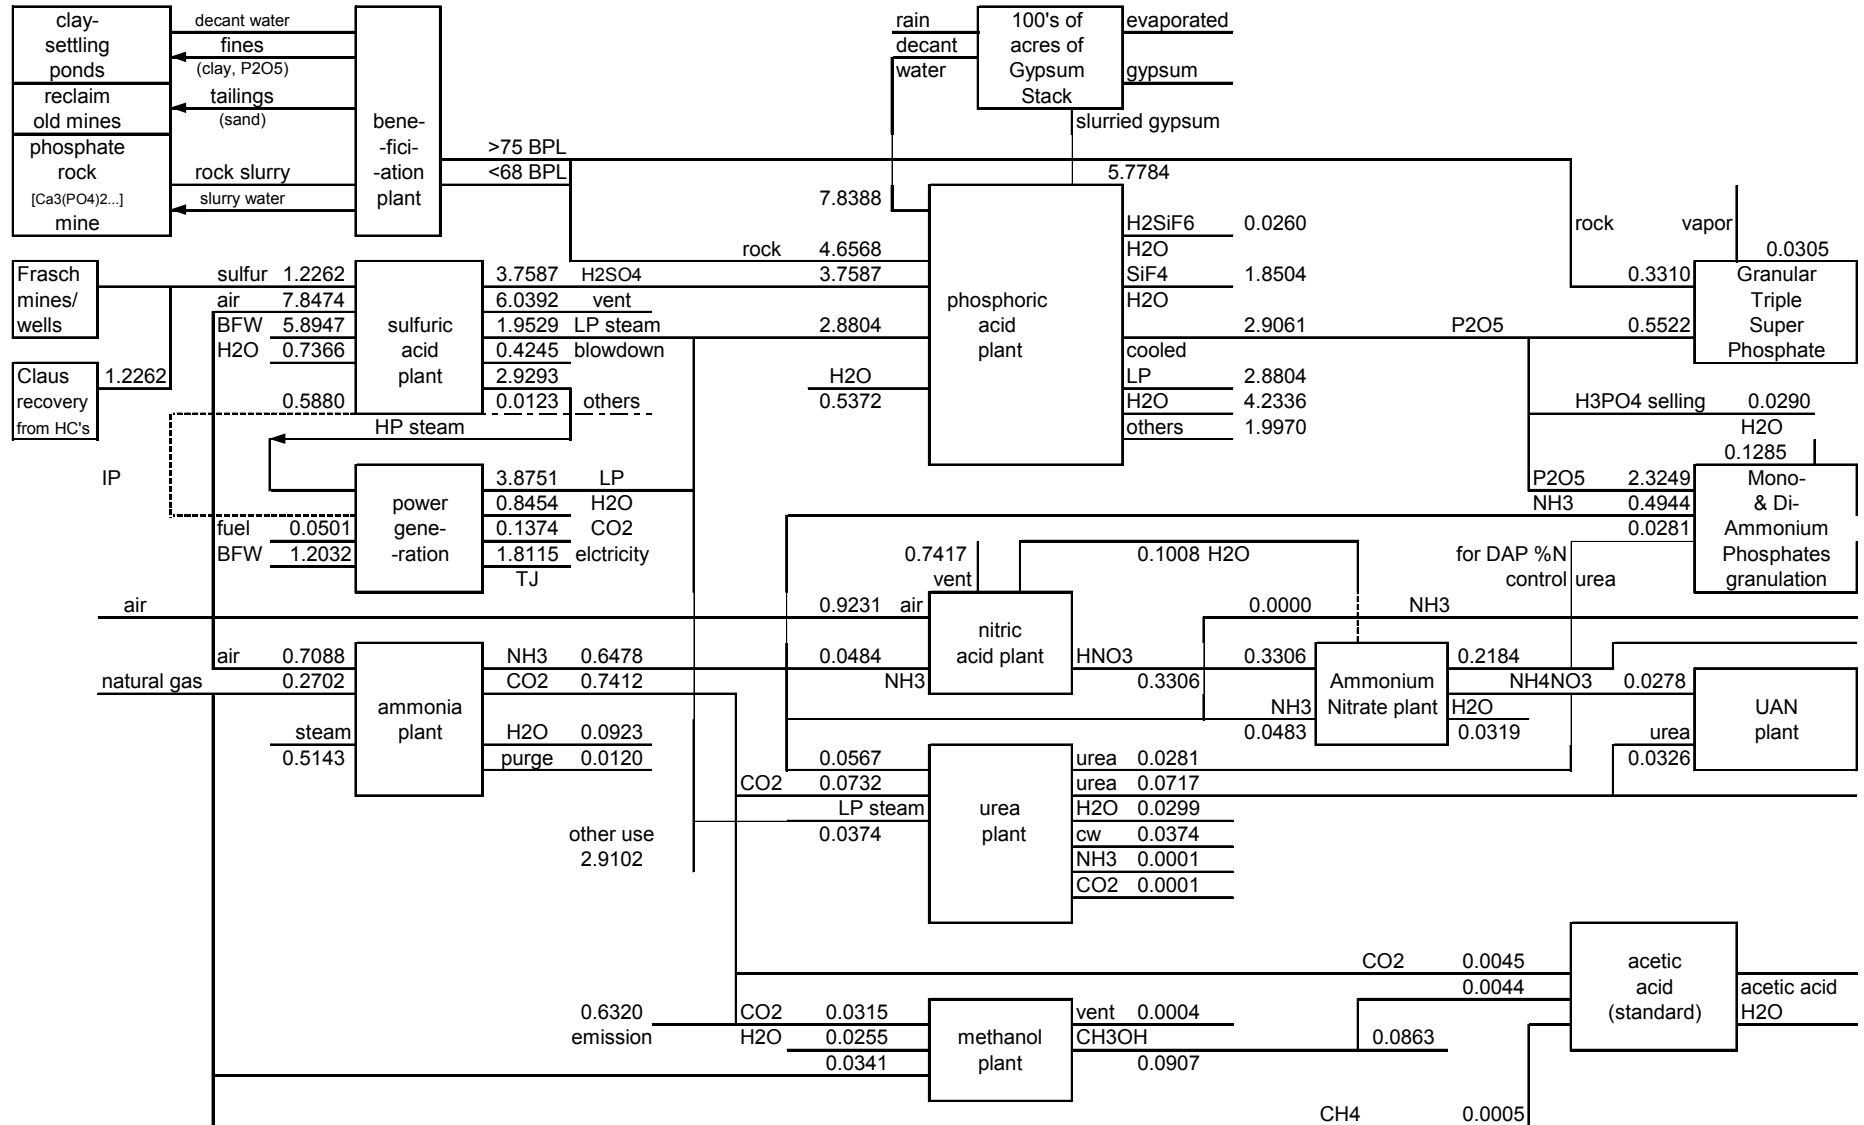 clay-
settling
ponds
reclaim
old mines
phosphate
rock
[Ca3(PO4)2...]
mine
decant water
fines
(clay, P2O5)
tailings
(sand)
rock slurry
slurry water
bene-
-fici-
-ation
plant
>75 BPL
<68 BPL
rain
decant
water
100's of
acres of
Gypsum
Stack
evaporated
gypsum
slurried gypsum
5.7784
7.8388
rock 4.6568
3.7587
2.8804
H2O
0.5372
phosphoric
acid
plant
H2SiF6 0.0260
H2O
SiF4 1.8504
H2O
2.9061 P2O5
cooled
LP 2.8804
H2O 4.2336
others 1.9970
rock vapor
0.0305
0.3310
0.5522
Granular
Triple
Super
Phosphate
H3PO4 selling 0.0290
H2O
0.1285
P2O5 2.3249
NH3 0.4944
0.0281
Mono-
& Di-
Ammonium
Phosphates
granulation
for DAP %N
control urea
Frasch
mines/
wells
Claus
recovery
from HC's
1.2262
sulfur 1.2262
air 7.8474
BFW 5.8947
H2O 0.7366
0.5880
sulfuric
acid
plant
3.7587 H2SO4
6.0392 vent
1.9529 LP steam
0.4245 blowdown
2.9293
0.0123 others
HP steam
IP
fuel 0.0501
BFW 1.2032
power
gene-
-ration
3.8751 LP
0.8454 H2O
0.1374 CO2
1.8115 elctricity
TJ
air
0.9231 air
0.7417
vent
0.1008 H2O
nitric
acid plant
0.0484
NH3
HNO3
0.3306
0.3306
0.0000 NH3
air 0.7088
natural gas 0.2702
steam
0.5143
ammonia
plant
NH3 0.6478
CO2 0.7412
H2O 0.0923
purge 0.0120
NH3
0.0483
Ammonium
Nitrate plant
0.2184
NH4NO3 0.0278
H2O
0.0319
urea
0.0326
UAN
plant
0.0567
CO2 0.0732
LP steam
0.0374
other use
2.9102
urea
plant
urea 0.0281
urea 0.0717
H2O 0.0299
cw 0.0374
NH3 0.0001
CO2 0.0001
CO2 0.0045
0.0044
acetic
acid
(standard)
acetic acid
H2O
0.6320
emission
CO2 0.0315
H2O 0.0255
0.0341
methanol
plant
vent 0.0004
CH3OH
0.0907
0.0863
CH4 0.0005